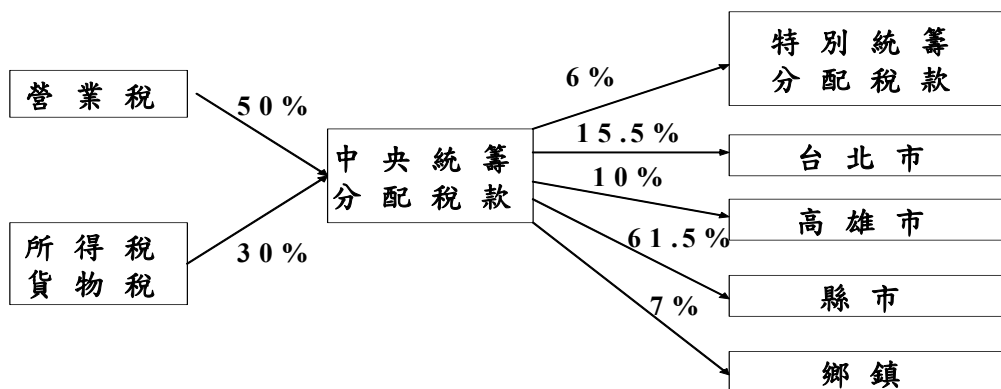 營業稅
50%
所得稅
貨物稅
30%
中央統籌
分配稅款
6%
特別統籌
分配稅款
15.5%
台北市
10%
高雄市
61.5%
縣市
7%
鄉鎮